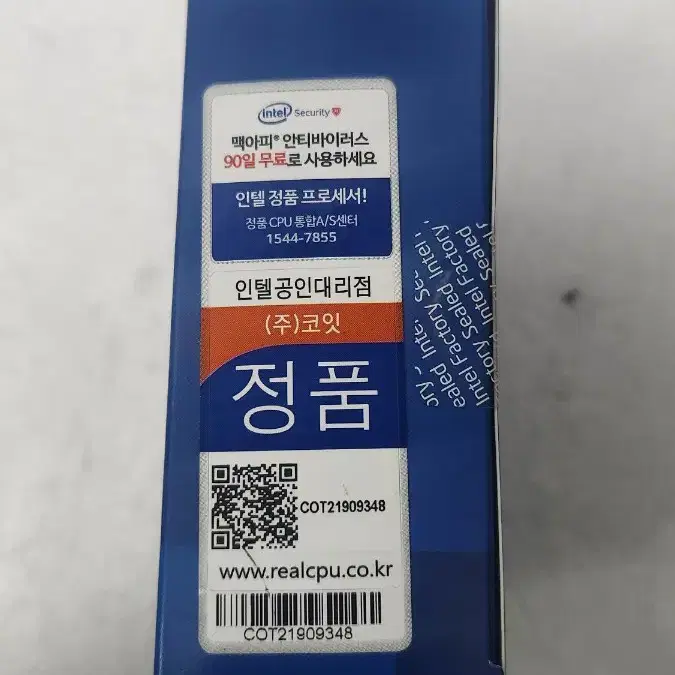 intel Security
맥아피® 안티바이러스
90일 무료로 사용하세요
인텔 정품 프로세서!
정품 CPU 통합A/S센터
1544-7855
인텔공인대리점
(주)코잇
정품
COT21909348
www.realcpu.co.kr
COT21909348
Intel Factory Sealed
Intel Factory Sealed